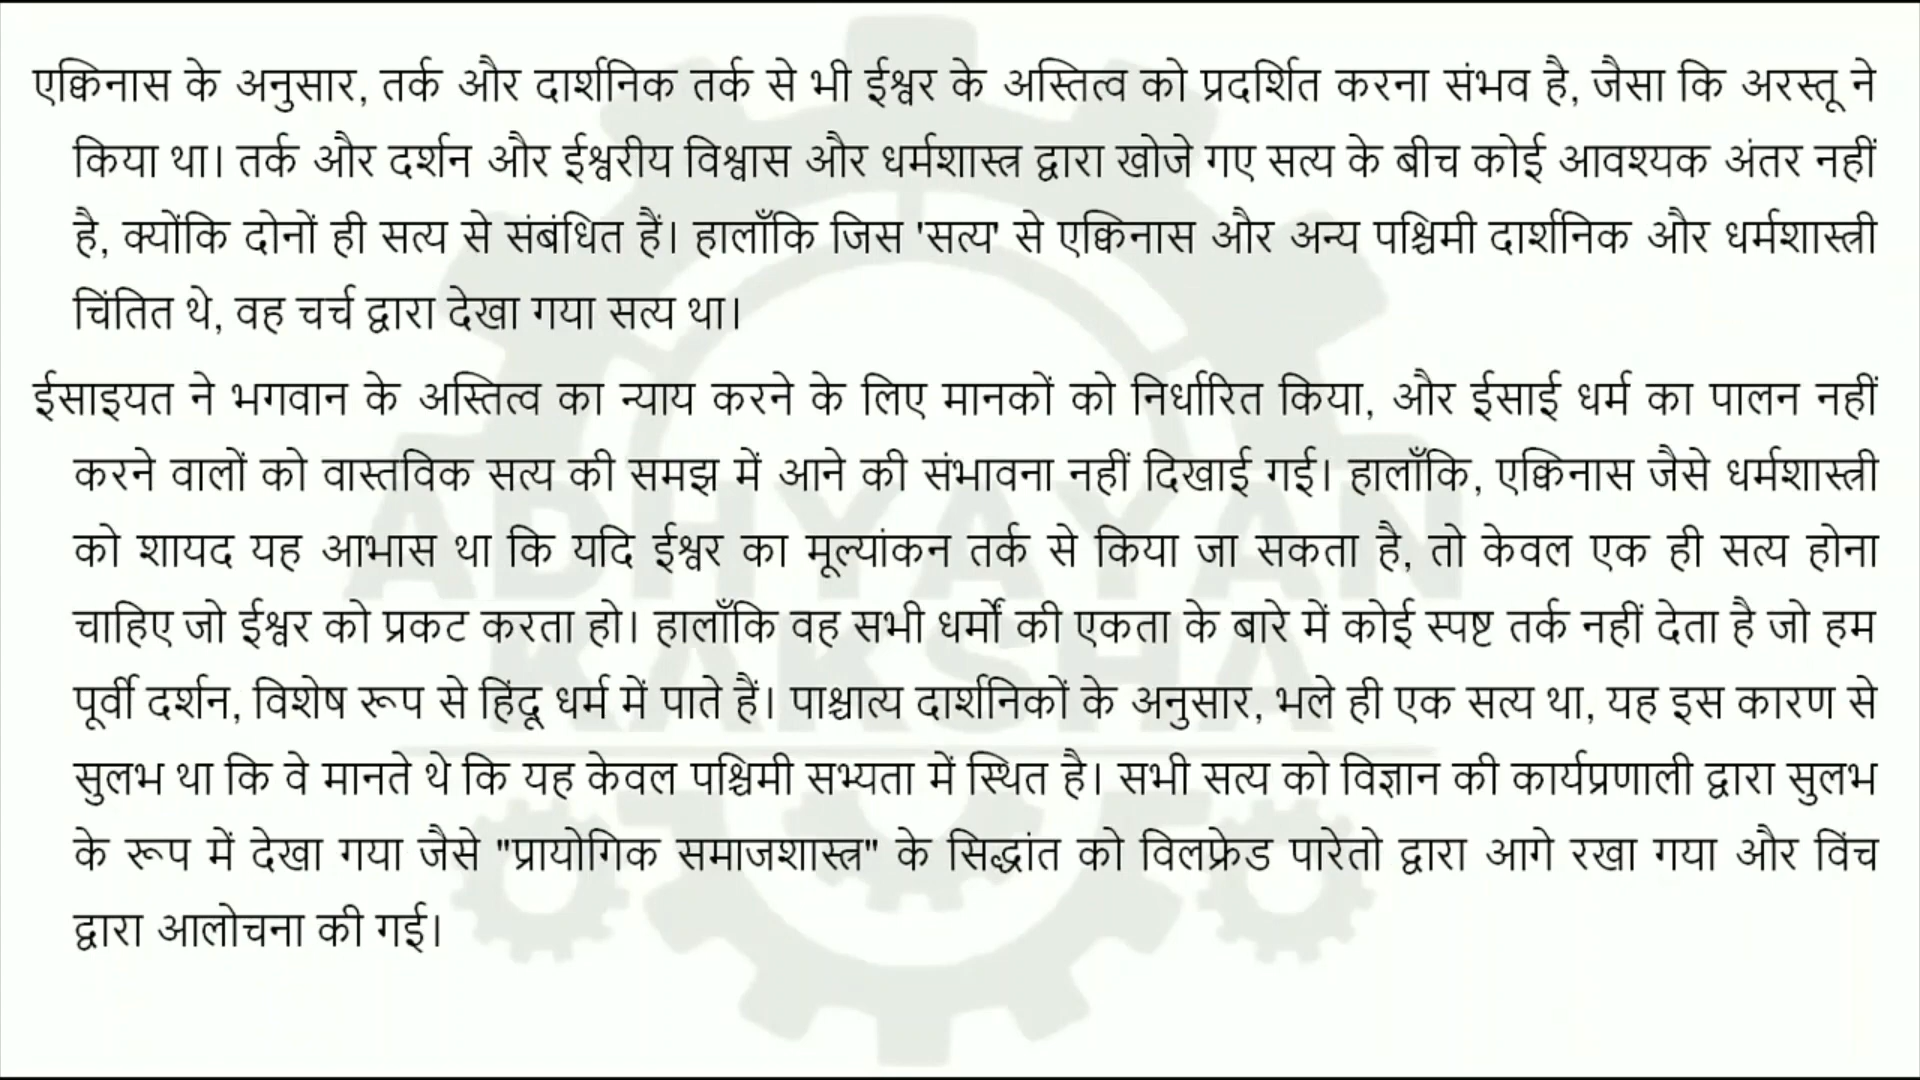 एक्विनास के अनुसार, तर्क और दार्शनिक तर्क से भी ईश्वर के अस्तित्व को प्रदर्शित करना संभव है, जैसा कि अरस्तू ने
किया था। तर्क और दर्शन और ईश्वरीय विश्वास और धर्मशास्त्र द्वारा खोजे गए सत्य के बीच कोई आवश्यक अंतर नहीं
है, क्योंकि दोनों ही सत्य से संबंधित हैं। हालाँकि जिस 'सत्य' से एक्विनास और अन्य पश्चिमी दार्शनिक और धर्मशास्त्री
चिंतित थे, वह चर्च द्वारा देखा गया सत्य था।
ईसाइयत ने भगवान के अस्तित्व का न्याय करने के लिए मानकों को निर्धारित किया, और ईसाई धर्म का पालन नहीं
करने वालों को वास्तविक सत्य की समझ में आने की संभावना नहीं दिखाई गई। हालाँकि, एक्विनास जैसे धर्मशास्त्री
को शायद यह आभास था कि यदि ईश्वर का मूल्यांकन तर्क से किया जा सकता है, तो केवल एक ही सत्य होना
चाहिए जो ईश्वर को प्रकट करता हो। हालाँकि वह सभी धर्मों की एकता के बारे में कोई स्पष्ट तर्क नहीं देता है जो हम
पूर्वी दर्शन, विशेष रूप से हिंदू धर्म में पाते हैं। पाश्चात्य दार्शनिकों के अनुसार, भले ही एक सत्य था, यह इस कारण से
सुलभ था कि वे मानते थे कि यह केवल पश्चिमी सभ्यता में स्थित है। सभी सत्य को विज्ञान की कार्यप्रणाली द्वारा सुलभ
के रूप में देखा गया जैसे "प्रायोगिक समाजशास्त्र" के सिद्धांत को विलफ्रेड पारेतो द्वारा आगे रखा गया और विंच
द्वारा आलोचना की गई।
ADHYAYAN
RAKSHA